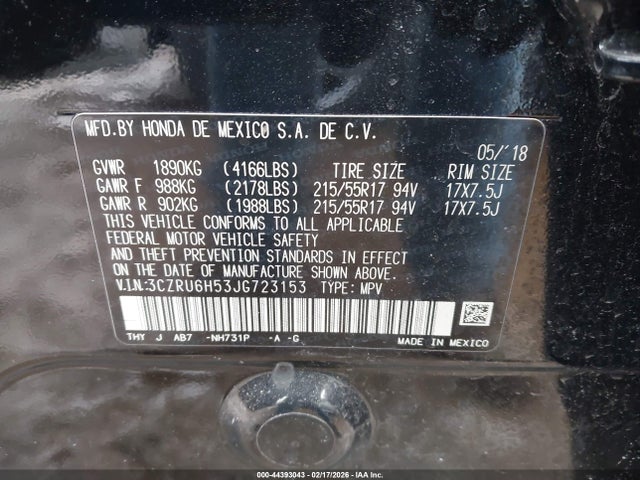 MFD.BY HONDA DE MEXICO S.A. DE C.V.
05/'18
GVWR 1890KG (4166LBS) TIRE SIZE RIM SIZE
GAWR F 988KG (2178LBS) 215/55R17 94V 17X7.5J
GAWR R 902KG (1988LBS) 215/55R17 94V 17X7.5J
THIS VEHICLE CONFORMS TO ALL APPLICABLE
FEDERAL MOTOR VEHICLE SAFETY
AND THEFT PREVENTION STANDARDS IN EFFECT
ON THE DATE OF MANUFACTURE SHOWN ABOVE.
V.I.N.:3CZRU6H53JG723153 TYPE: MPV
THY J AB7 -NH731P -A -G MADE IN MEXICO
000-44393043 - 02/17/2026 - IAA Inc.